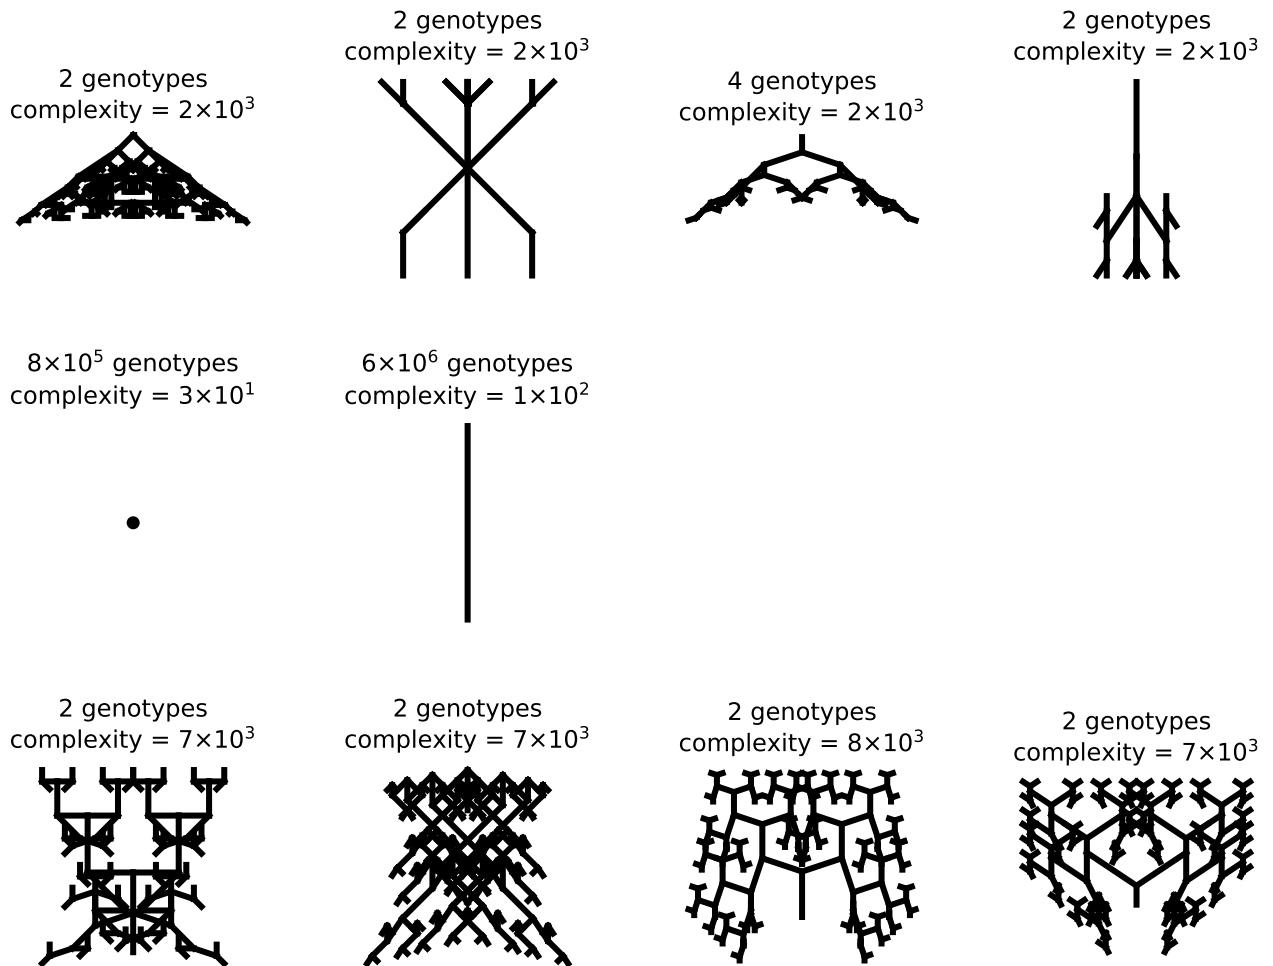 2 genotypes
complexity = 2×10³
2 genotypes
complexity = 2×10³
4 genotypes
complexity = 2×10³
2 genotypes
complexity = 2×10³
8×10⁵ genotypes
complexity = 3×10¹
6×10⁶ genotypes
complexity = 1×10²
2 genotypes
complexity = 7×10³
2 genotypes
complexity = 7×10³
2 genotypes
complexity = 8×10³
2 genotypes
complexity = 7×10³